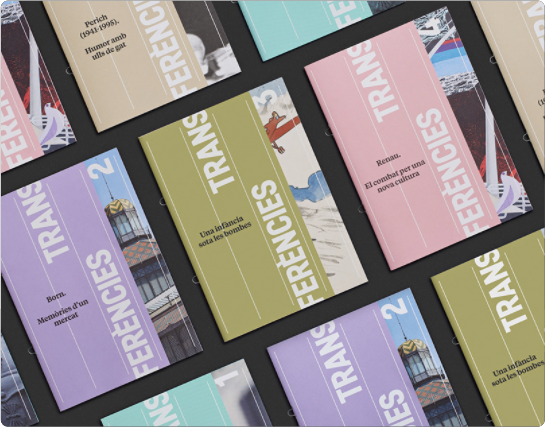 Perich
(1941-1995).
Humor amb
ulls de gat
TRANS
FERÈNCIES
4
Renau.
El combat per una
nova cultura
TRANS
FERÈNCIES
3
Una infància
sota les bombes
TRANS
FERÈNCIES
2
Born.
Memòries d'un
mercat
TRANS
FERÈNCIES
2
TRANS
Una infància
sota les bombes
1